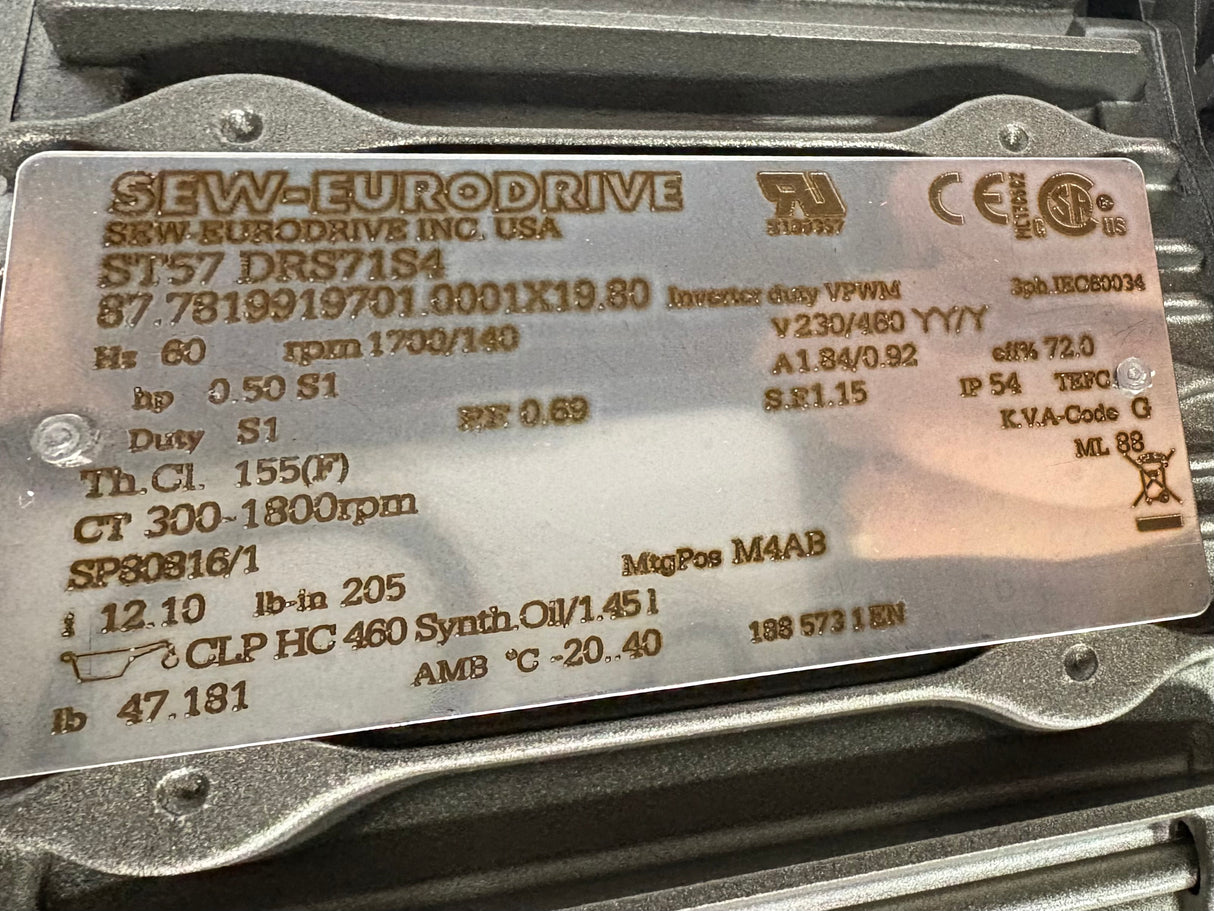 SEW-EURODRIVE
SEW-EURODRIVE INC. USA
ST57 DRS71S4
87.7819919701.0001X19.80 Inverter duty VPWM 3ph.IEC60034
Hz 60 rpm 1700/140 V 230/460 YY/Y
hp 0.50 S1 A 1.84/0.92 eff% 72.0
Duty S1 P.F. 0.69 S.F.1.15 IP 54 TEFC
Th.Cl. 155(F) K.V.A-Code G
CT 300-1800rpm ML 88
SP80816/1 MtgPos M4AB
i 12.10 lb-in 205
CLP HC 460 Synth.Oil/1.45 l
lb 47.181 AMB °C -20..40 188 573 1 EN
CE
C US